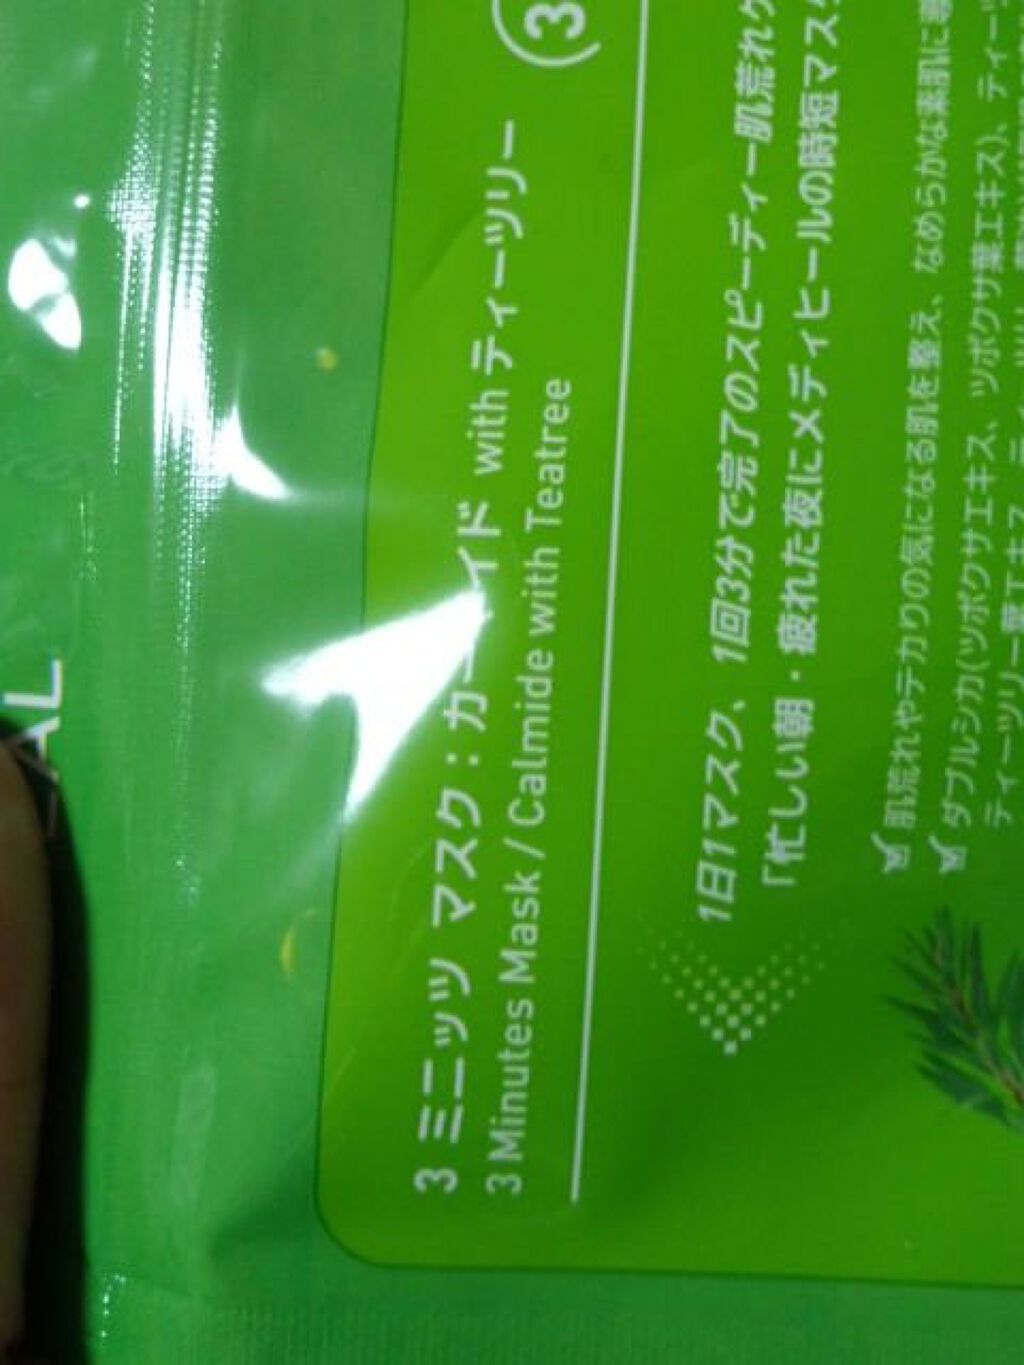 AL
3 ミニッツ マスク:カーマイド with ティーツリー
3
3 Minutes Mask / Calmide with Teatree
1日1マスク、1回3分で完了のスピーディー肌荒れケ
「忙しい朝・疲れた夜にメディヒールの時短マスク
肌荒れやテカりの気になる肌を整え、なめらかな素肌に導
ダブルシカ(ツボクサエキス、ツボクサ葉エキス)、ティー
ティーツリー葉エキス